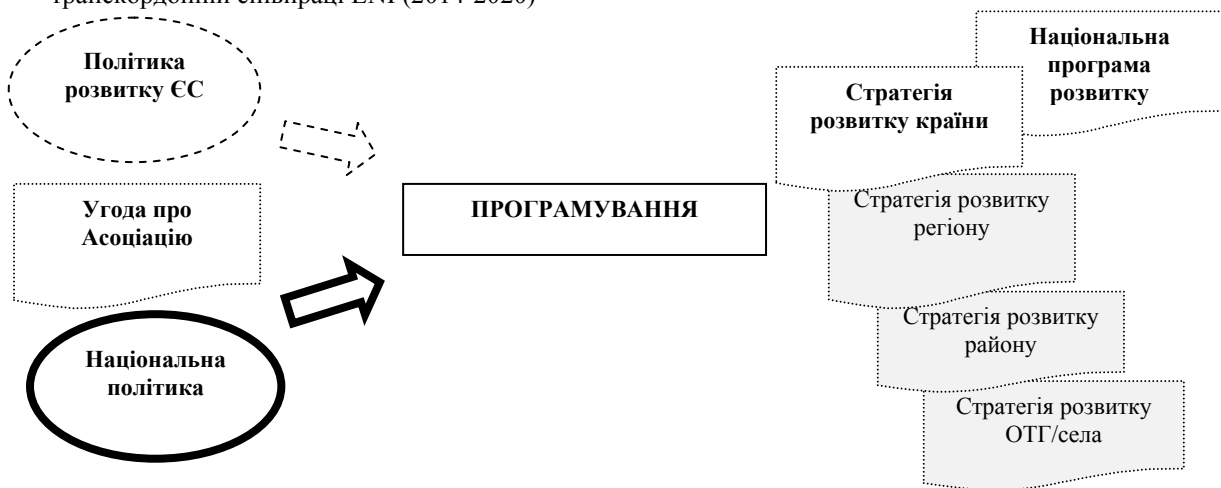 транскордонній співпраці ENI (2014-2020)
Політика
розвитку ЄС
Угода про
Асоціацію
Національна
політика
ПРОГРАМУВАННЯ
Національна
програма
розвитку
Стратегія
розвитку країни
Стратегія розвитку
регіону
Стратегія розвитку
району
Стратегія розвитку
ОТГ/села